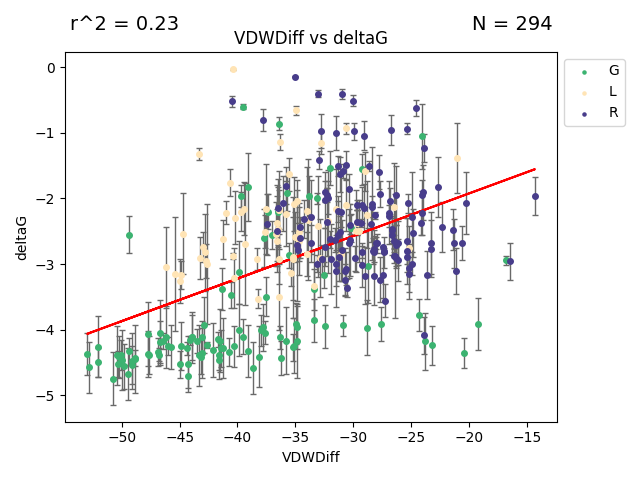 r^2 = 0.23
N = 294
VDWDiff vs deltaG
G
L
R
0
−1
−2
−3
−4
−5
deltaG
−50
−45
−40
−35
−30
−25
−20
−15
VDWDiff